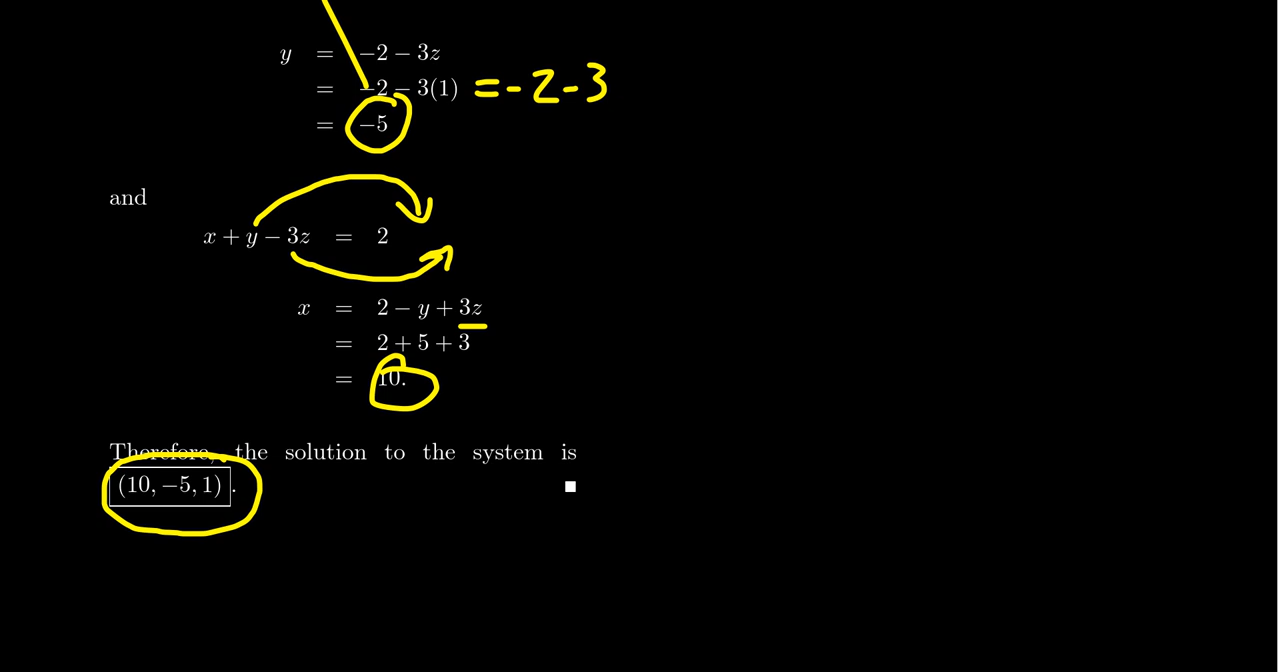 y = −2 − 3z
= −2 − 3(1) = - 2 - 3
= −5
and
x + y − 3z = 2
x = 2 − y + 3z
= 2 + 5 + 3
= 10.
Therefore, the solution to the system is
(10, −5, 1) . ■